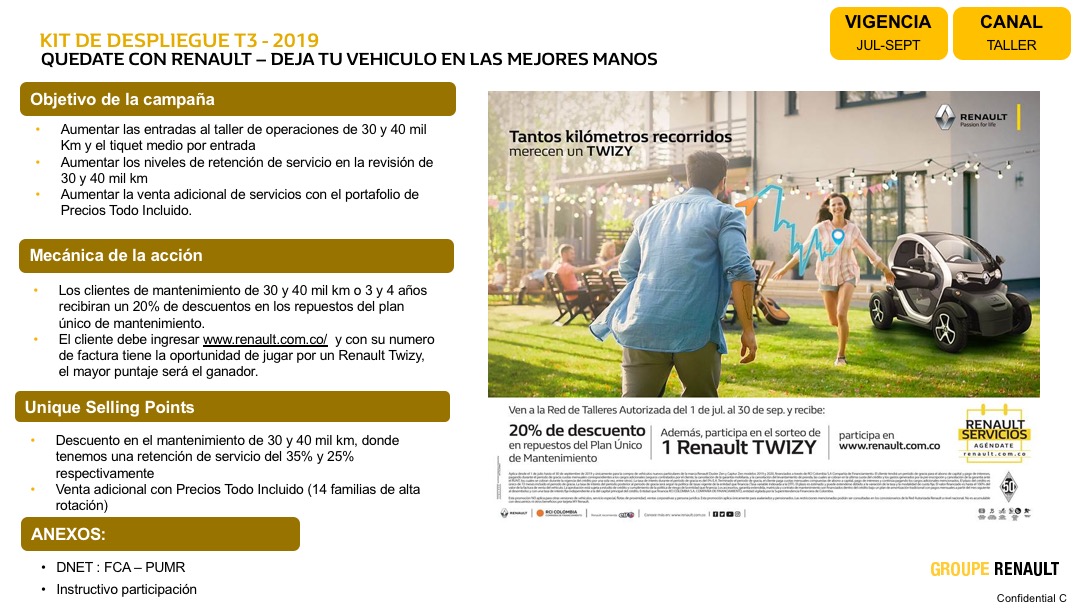 KIT DE DESPLIEGUE T3 - 2019
QUEDATE CON RENAULT – DEJA TU VEHICULO EN LAS MEJORES MANOS
VIGENCIA
JUL-SEPT
CANAL
TALLER
Objetivo de la campaña
• Aumentar las entradas al taller de operaciones de 30 y 40 mil
Km y el tiquet medio por entrada
• Aumentar los niveles de retención de servicio en la revisión de
30 y 40 mil km
• Aumentar la venta adicional de servicios con el portafolio de
Precios Todo Incluido.
Mecánica de la acción
• Los clientes de mantenimiento de 30 y 40 mil km o 3 y 4 años
recibiran un 20% de descuentos en los repuestos del plan
único de mantenimiento.
• El cliente debe ingresar www.renault.com.co/ y con su numero
de factura tiene la oportunidad de jugar por un Renault Twizy,
el mayor puntaje será el ganador.
Unique Selling Points
• Descuento en el mantenimiento de 30 y 40 mil km, donde
tenemos una retención de servicio del 35% y 25%
respectivamente
• Venta adicional con Precios Todo Incluido (14 familias de alta
rotación)
ANEXOS:
• DNET : FCA – PUMR
• Instructivo participación
Tantos kilómetros recorridos
merecen un TWIZY
RENAULT
Passion for life
Ven a la Red de Talleres Autorizada del 1 de jul. al 30 de sep. y recibe:
20% de descuento
en repuestos del Plan Único
de Mantenimiento
Además, participa en el sorteo de
1 Renault TWIZY
participa en
www.renault.com.co
RENAULT
SERVICIOS
AGÉNDATE
renault.com.co
50
RENAULT
RCI COLOMBIA
GROUPE RENAULT
Confidential C